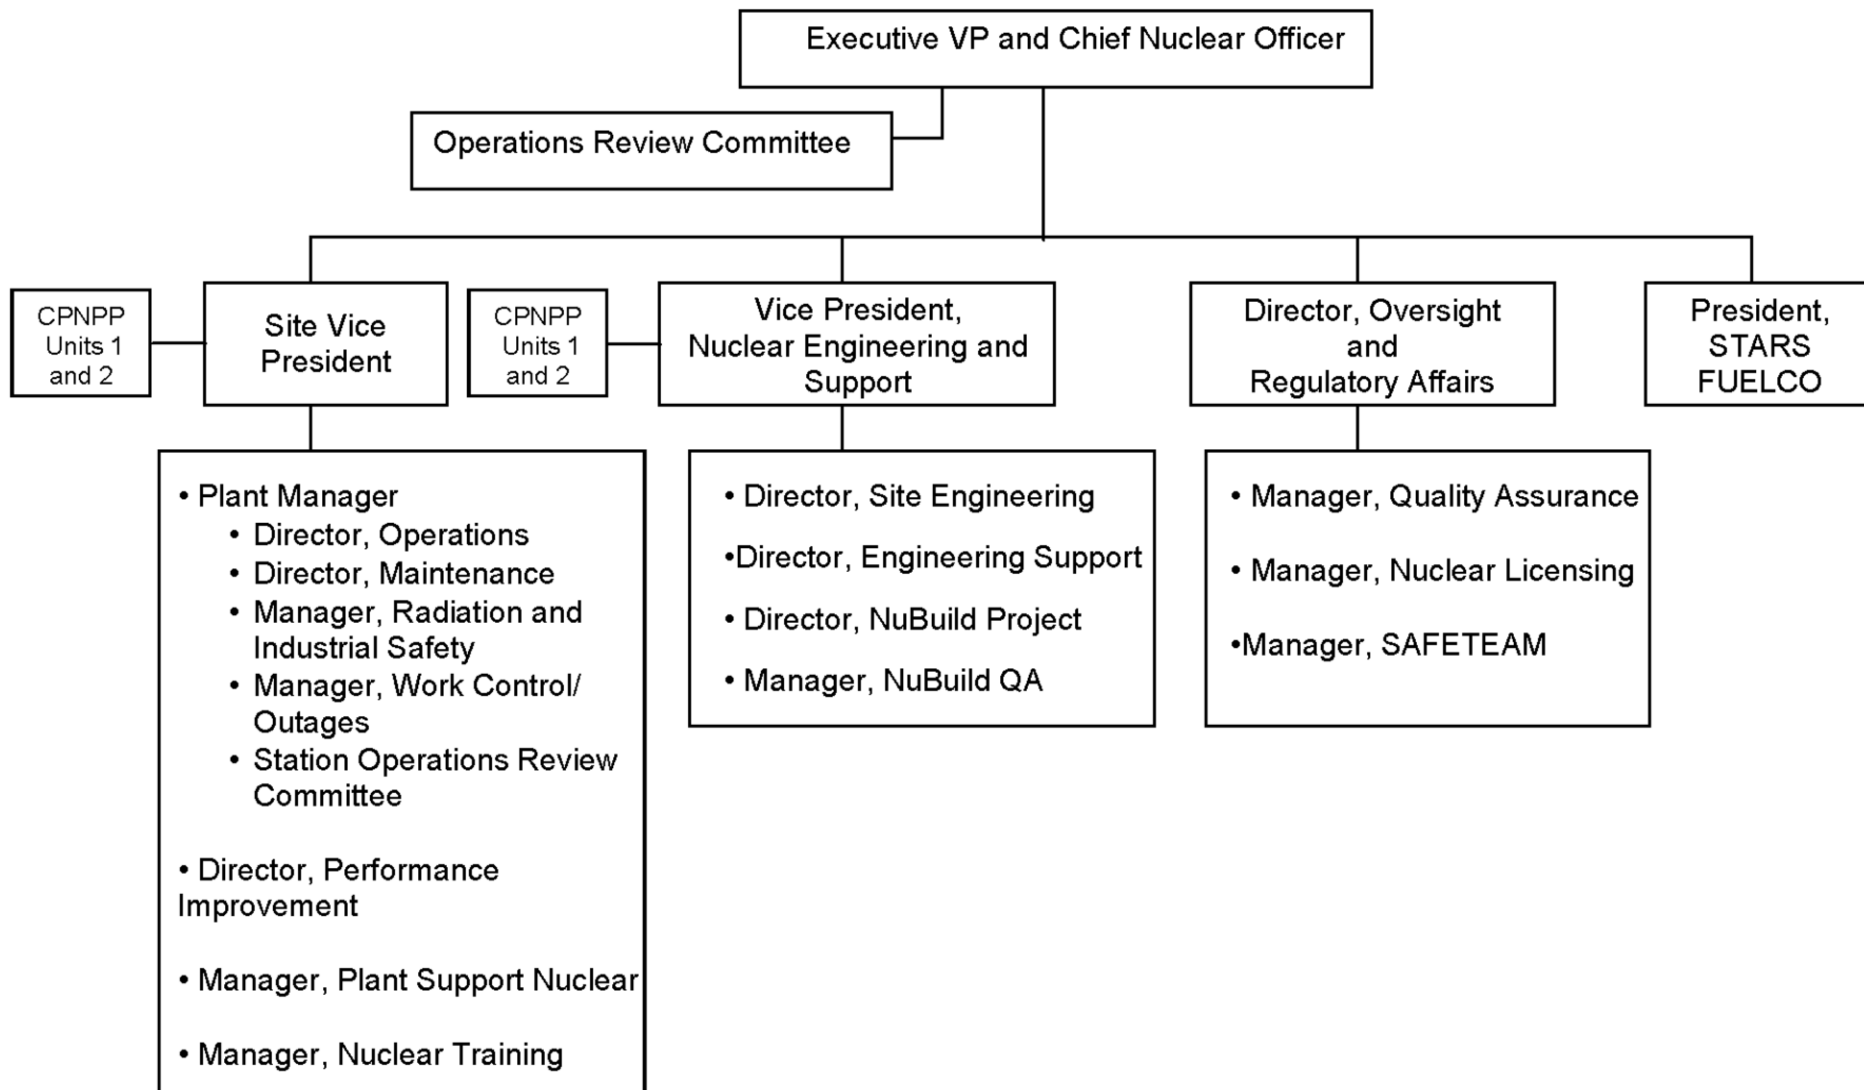 Executive VP and Chief Nuclear Officer
Operations Review Committee
CPNPP
Units 1
and 2
Site Vice
President
CPNPP
Units 1
and 2
Vice President,
Nuclear Engineering and
Support
Director, Oversight
and
Regulatory Affairs
President,
STARS
FUELCO
• Plant Manager
• Director, Operations
• Director, Maintenance
• Manager, Radiation and
Industrial Safety
• Manager, Work Control/
Outages
• Station Operations Review
Committee
• Director, Performance
Improvement
• Manager, Plant Support Nuclear
• Manager, Nuclear Training
• Director, Site Engineering
•Director, Engineering Support
• Director, NuBuild Project
• Manager, NuBuild QA
• Manager, Quality Assurance
• Manager, Nuclear Licensing
•Manager, SAFETEAM